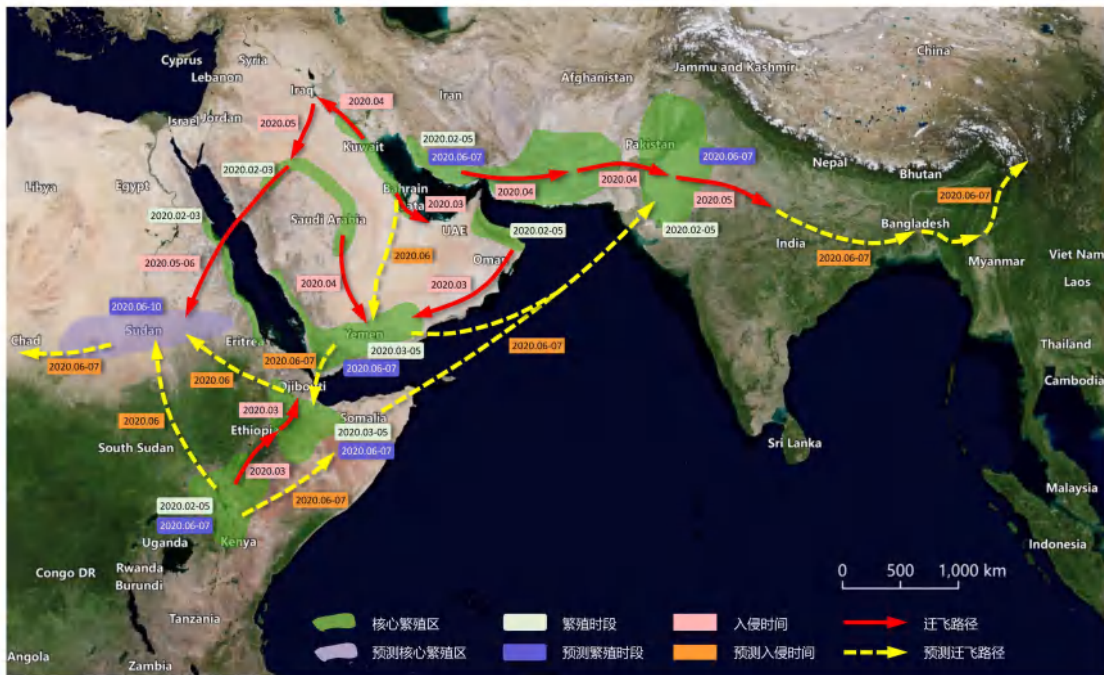 China
Cyprus
Syria
Lebanon
Jammu and Kashmir
Afghanistan
Iraq
2020.04
Iran
Israel
Jordan
2020.05
Kuwait
2020.02-05
Pakistan
2020.06-07
2020.06-07
Nepal
Bhutan
2020.02-03
Libya
Egypt
Bahrain
2020.04
2020.04
2020.06-07
2020.03
2020.05
2020.02-03
Saudi Arabia
UAE
2020.02-05
2020.02-05
Bangladesh
India
2020.06
Oman
2020.05-06
2020.04
2020.03
2020.06-07
Myanmar
Viet Nam
Laos
2020.06-10
Sudan
Chad
Eritrea
Yemen
2020.03-05
2020.06-07
Thailand
2020.06-07
2020.06
2020.06-07
2020.06-07
Djibouti
Cambodia
2020.06
2020.03
Somalia
Ethiopi
2020.03-05
South Sudan
2020.06-07
Sri Lanka
2020.03
2020.06-07
Malaysia
2020.02-05
2020.06-07
Uganda
Kenya
Indonesia
Congo DR
Rwanda
Burundi
0 500 1,000 km
Tanzania
核心繁殖区 繁殖时段 入侵时间 迁飞路径
预测核心繁殖区 预测繁殖时段 预测入侵时间 预测迁飞路径
Angola
Zambia